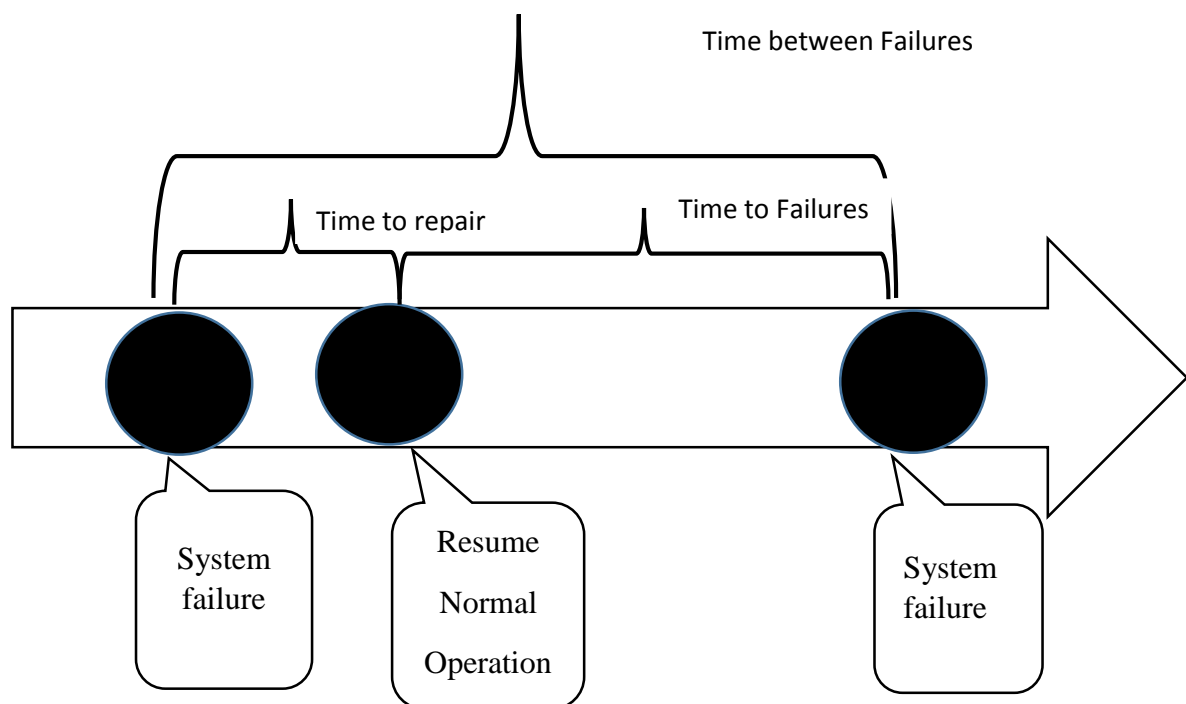 Time between Failures
Time to repair
Time to Failures
System
failure
Resume
Normal
Operation
System
failure